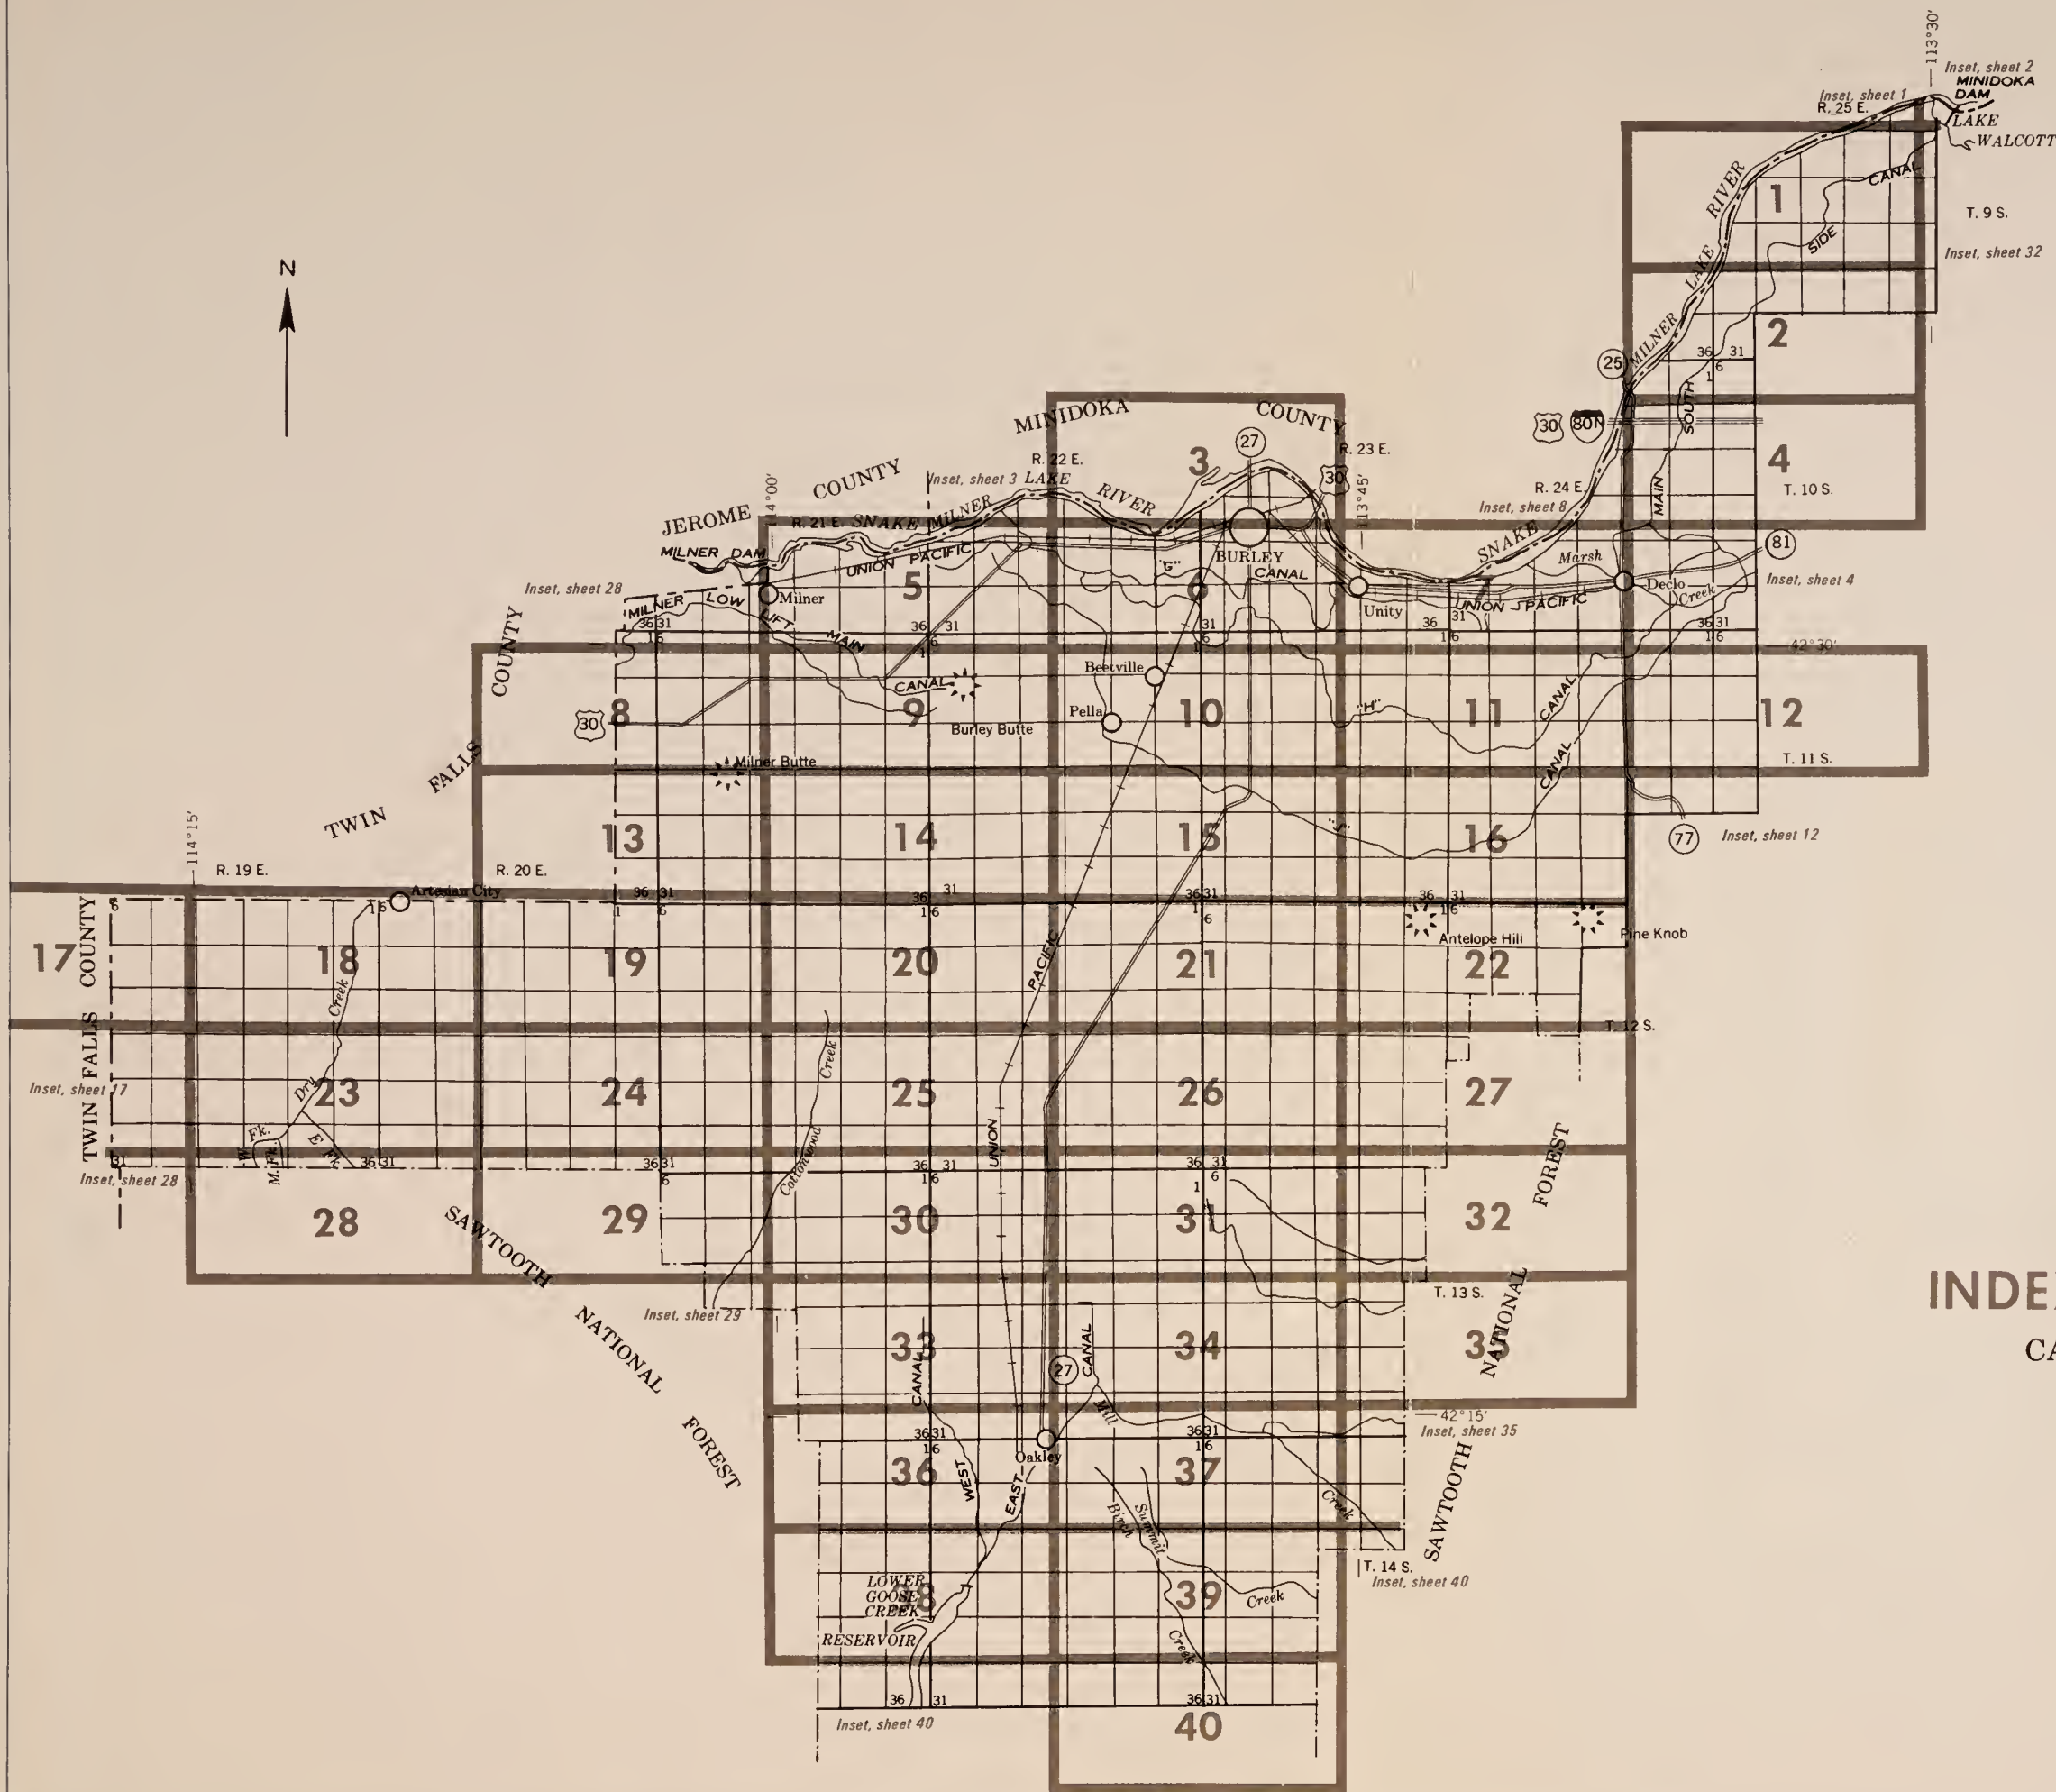 113°30'
Inset, sheet 2
MINIDOKA
DAM
Inset, sheet 1
R. 25 E.
LAKE
WALCOTT
CANAL
RIVER
1
T. 9 S.
SIDE
Inset, sheet 32
LAKE
N
MILNER
2
36 31
1 6
25
SOUTH
30
80N
MINIDOKA
COUNTY
27
3
R. 23 E.
R. 22 E.
4
COUNTY
Inset, sheet 3
LAKE
RIVER
30
MAIN
T. 10 S.
R. 24 E.
Inset, sheet 8
114°00'
113°45'
JEROME
R. 21 E.
SNAKE
MILNER
SNAKE
81
MILNER DAM
UNION PACIFIC
BURLEY
Marsh
"G"
CANAL
Inset, sheet 28
5
6
Declo
Creek
Inset, sheet 4
MILNER LOW LIFT MAIN
Milner
Unity
UNION PACIFIC
36 31
1 6
36 31
1 6
31
6
1
36 31
1 6
36 31
1 6
42°30'
COUNTY
Beetville
CANAL
CANAL
8
9
Pella
10
"H"
11
12
30
Burley Butte
FALLS
Milner Butte
CANAL
T. 11 S.
TWIN
114°15'
13
14
15
"J"
16
77
Inset, sheet 12
R. 19 E.
R. 20 E.
Artesian City
6
1 6
36 31
1 6
36 31
1 6
36 31
1 6
36 31
1 6
Antelope Hill
Pine Knob
17
TWIN FALLS COUNTY
18
19
20
PACIFIC
21
22
Creek
T. 12 S.
Inset, sheet 17
Dry
23
24
Creek
25
26
27
W. Fk.
M. Fk.
E. Fk.
UNION
FOREST
31
36 31
36 31
6
36 31
1 6
36 31
1 6
Inset, sheet 28
Cottonwood
28
SAWTOOTH
29
30
31
32
INDE
T. 13 S.
Inset, sheet 29
NATIONAL
NATIONAL
33
34
CANAL
CANAL
27
CA
Mill
42°15'
Inset, sheet 35
FOREST
36 31
1 6
36 31
1 6
Oakley
36
WEST
EAST
37
Creek
Birch
Summit
SAWTOOTH
T. 14 S.
Inset, sheet 40
LOWER
GOOSE
CREEK
RESERVOIR
38
39
Creek
Creek
36 31
36 31
Inset, sheet 40
40